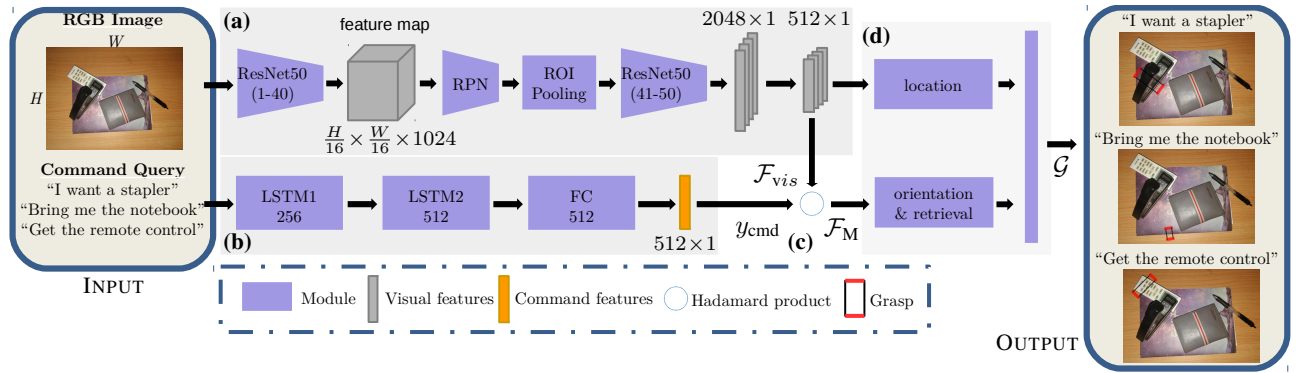 RGB Image
W
H
Command Query
“I want a stapler”
“Bring me the notebook”
“Get the remote control”
INPUT
(a)
feature map
ResNet50
(1-40)
H/16 × W/16 × 1024
RPN
ROI
Pooling
ResNet50
(41-50)
2048×1
512×1
(b)
LSTM1
256
LSTM2
512
FC
512
512×1
F_vis
y_cmd
(c)
F_M
(d)
location
orientation
& retrieval
G
Module
Visual features
Command features
Hadamard product
Grasp
“I want a stapler”
“Bring me the notebook”
“Get the remote control”
OUTPUT